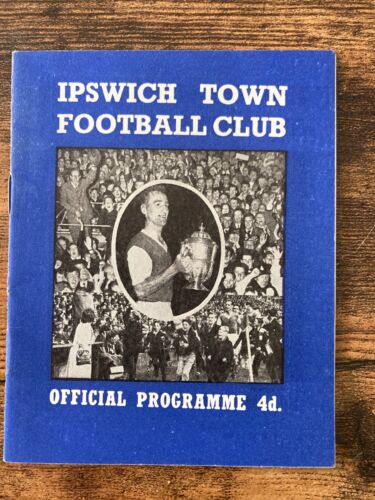 IPSWICH TOWN
FOOTBALL CLUB
OFFICIAL PROGRAMME 4d.